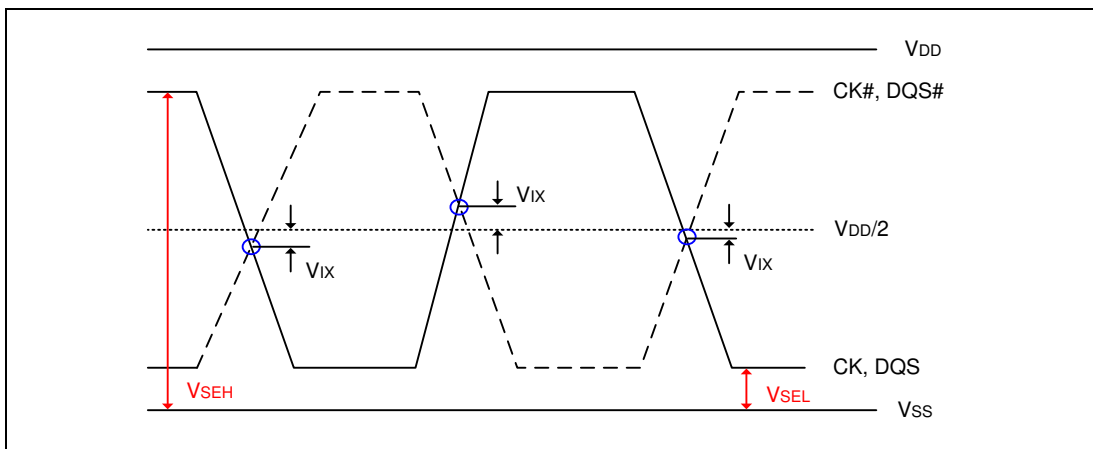 VDD
CK#, DQS#
VIX
VDD/2
VIX
VIX
CK, DQS
VSEH
VSEL
VSS